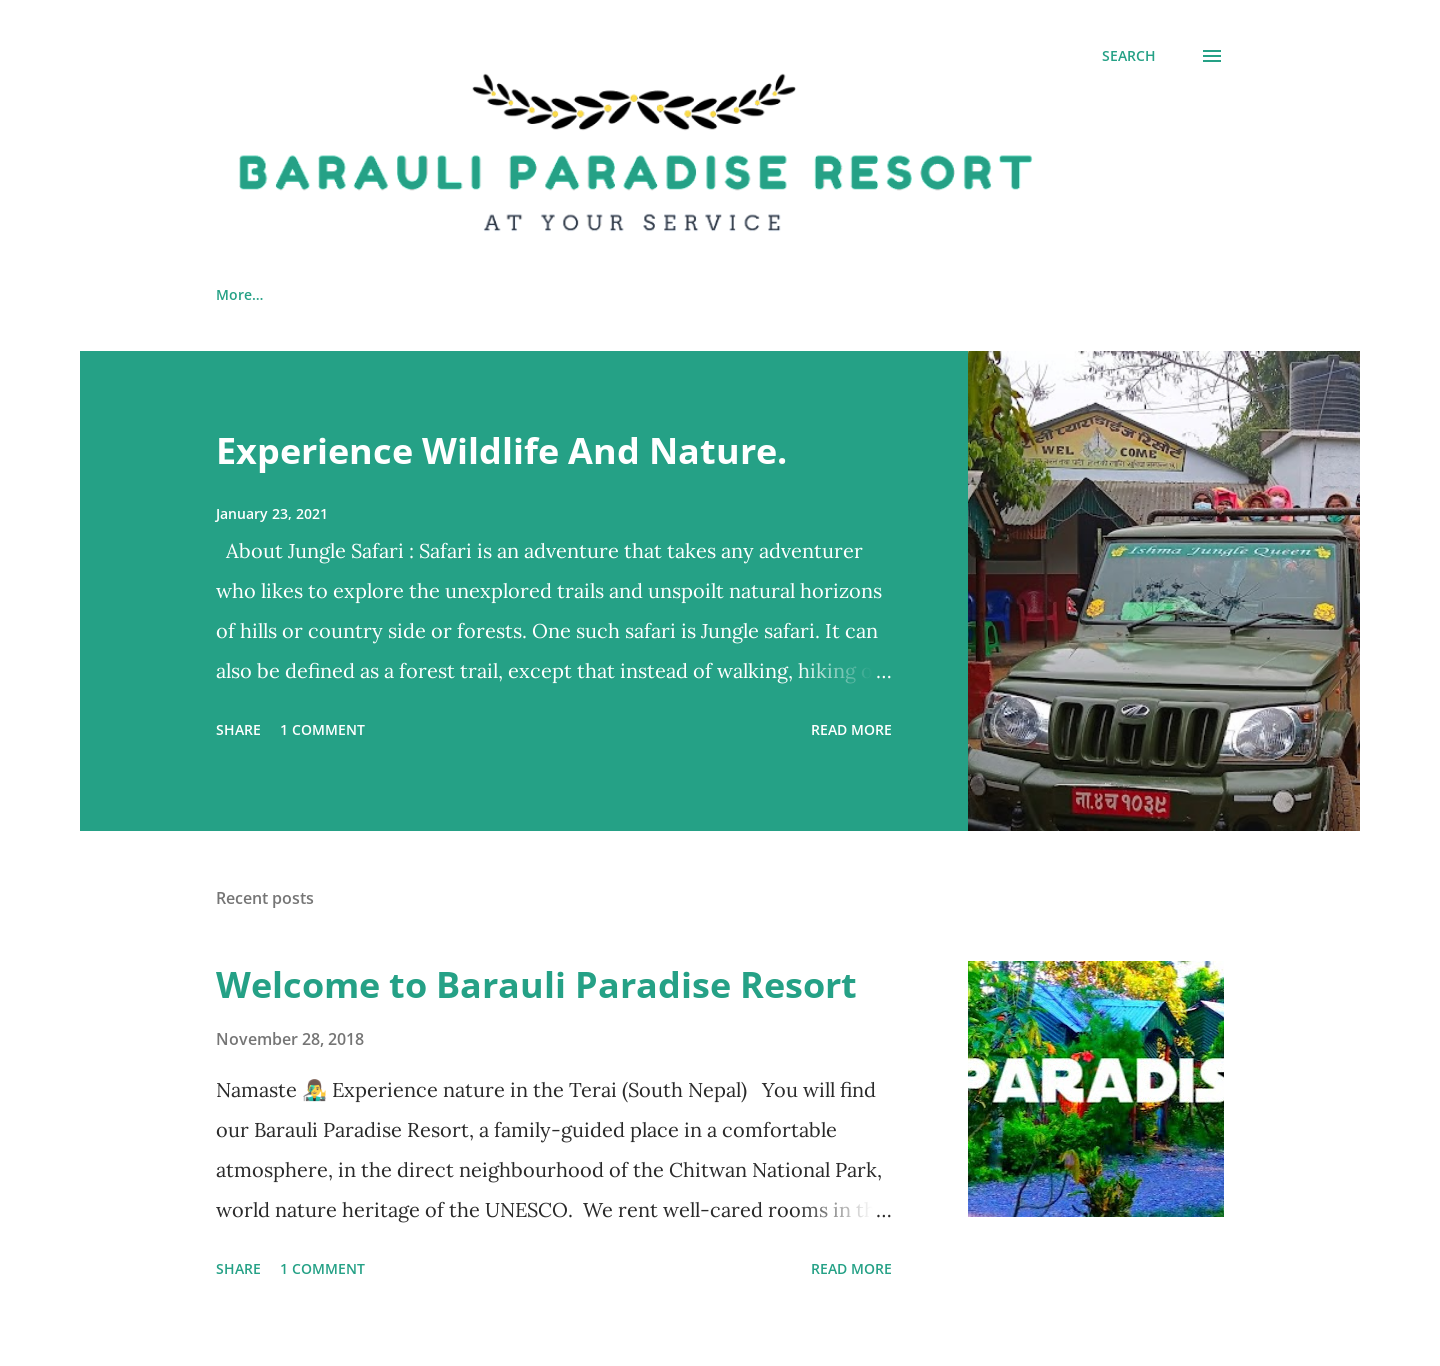 SEARCH
BARAULI PARADISE RESORT
AT YOUR SERVICE
More…
Experience Wildlife And Nature.
January 23, 2021
About Jungle Safari : Safari is an adventure that takes any adventurer
who likes to explore the unexplored trails and unspoilt natural horizons
of hills or country side or forests. One such safari is Jungle safari. It can
also be defined as a forest trail, except that instead of walking, hiking o…
SHARE 1 COMMENT READ MORE
ली प्याराडाईज रिसोर्ट
WEL COME
Ishma Jungle Queen
ना.४च १०३९
Recent posts
Welcome to Barauli Paradise Resort
November 28, 2018
Namaste 👨‍🎨 Experience nature in the Terai (South Nepal) You will find
our Barauli Paradise Resort, a family-guided place in a comfortable
atmosphere, in the direct neighbourhood of the Chitwan National Park,
world nature heritage of the UNESCO. We rent well-cared rooms in th…
PARADIS
SHARE 1 COMMENT READ MORE